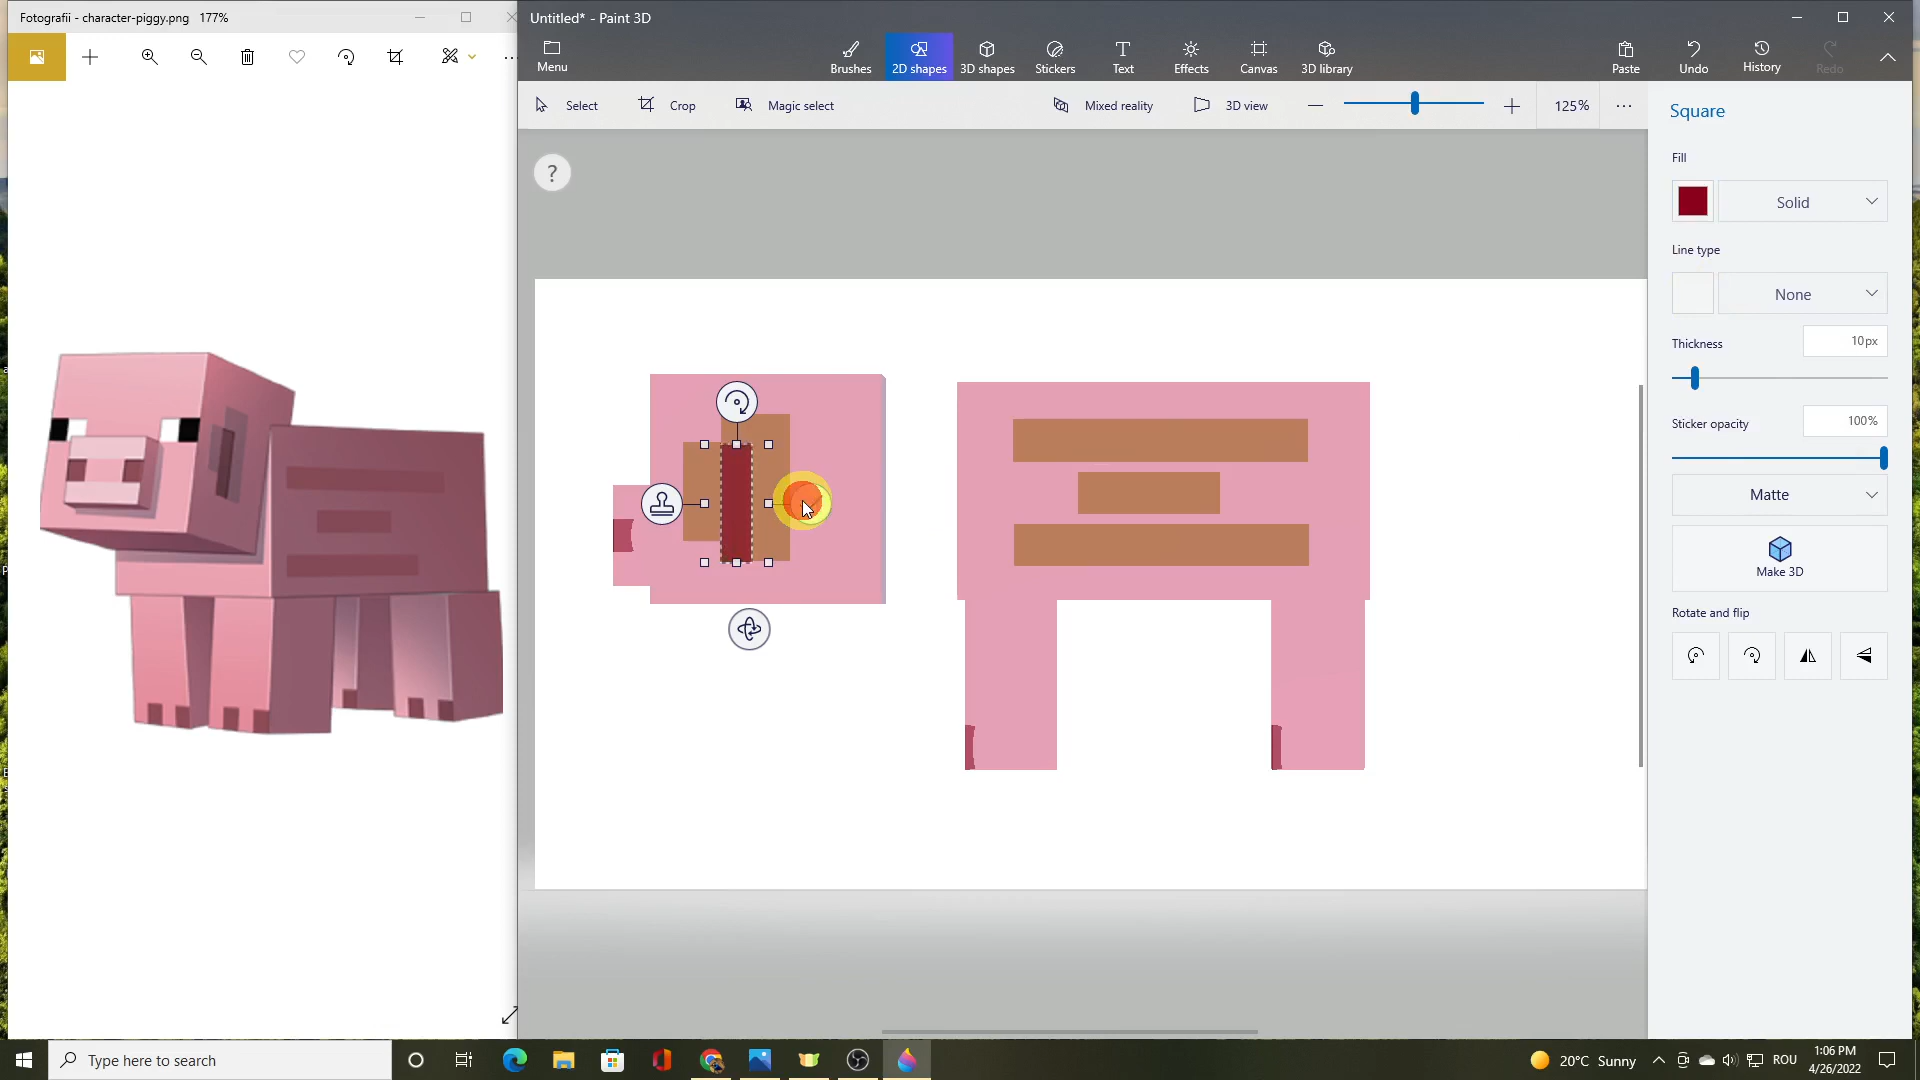 Fotografii - character-piggy.png 177%
Untitled* - Paint 3D
Menu
Brushes
2D shapes
3D shapes
Stickers
Text
Effects
Canvas
3D library
Paste
Undo
History
Redo
Select
Crop
Magic select
Mixed reality
3D view
125%
Square
?
Fill
Solid
Line type
None
Thickness
10px
Sticker opacity
100%
Matte
Make 3D
Rotate and flip
Type here to search
20°C Sunny
ROU
1:06 PM
4/26/2022